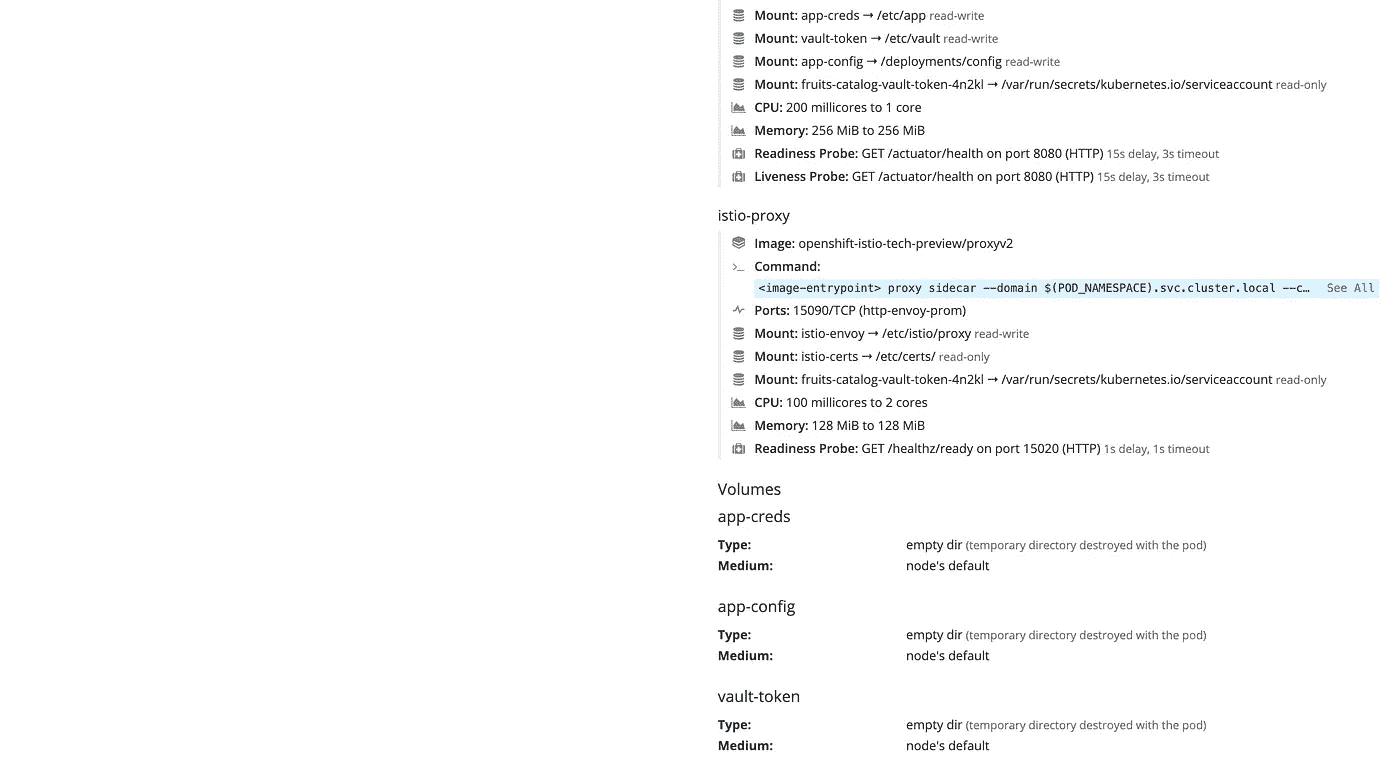 Mount: app-creds → /etc/app read-write
Mount: vault-token → /etc/vault read-write
Mount: app-config → /deployments/config read-write
Mount: fruits-catalog-vault-token-4n2kl → /var/run/secrets/kubernetes.io/serviceaccount read-only
CPU: 200 millicores to 1 core
Memory: 256 MiB to 256 MiB
Readiness Probe: GET /actuator/health on port 8080 (HTTP) 15s delay, 3s timeout
Liveness Probe: GET /actuator/health on port 8080 (HTTP) 15s delay, 3s timeout
istio-proxy
Image: openshift-istio-tech-preview/proxyv2
Command:
<image-entrypoint> proxy sidecar --domain $(POD_NAMESPACE).svc.cluster.local --c… See All
Ports: 15090/TCP (http-envoy-prom)
Mount: istio-envoy → /etc/istio/proxy read-write
Mount: istio-certs → /etc/certs/ read-only
Mount: fruits-catalog-vault-token-4n2kl → /var/run/secrets/kubernetes.io/serviceaccount read-only
CPU: 100 millicores to 2 cores
Memory: 128 MiB to 128 MiB
Readiness Probe: GET /healthz/ready on port 15020 (HTTP) 1s delay, 1s timeout
Volumes
app-creds
Type: empty dir (temporary directory destroyed with the pod)
Medium: node's default
app-config
Type: empty dir (temporary directory destroyed with the pod)
Medium: node's default
vault-token
Type: empty dir (temporary directory destroyed with the pod)
Medium: node's default